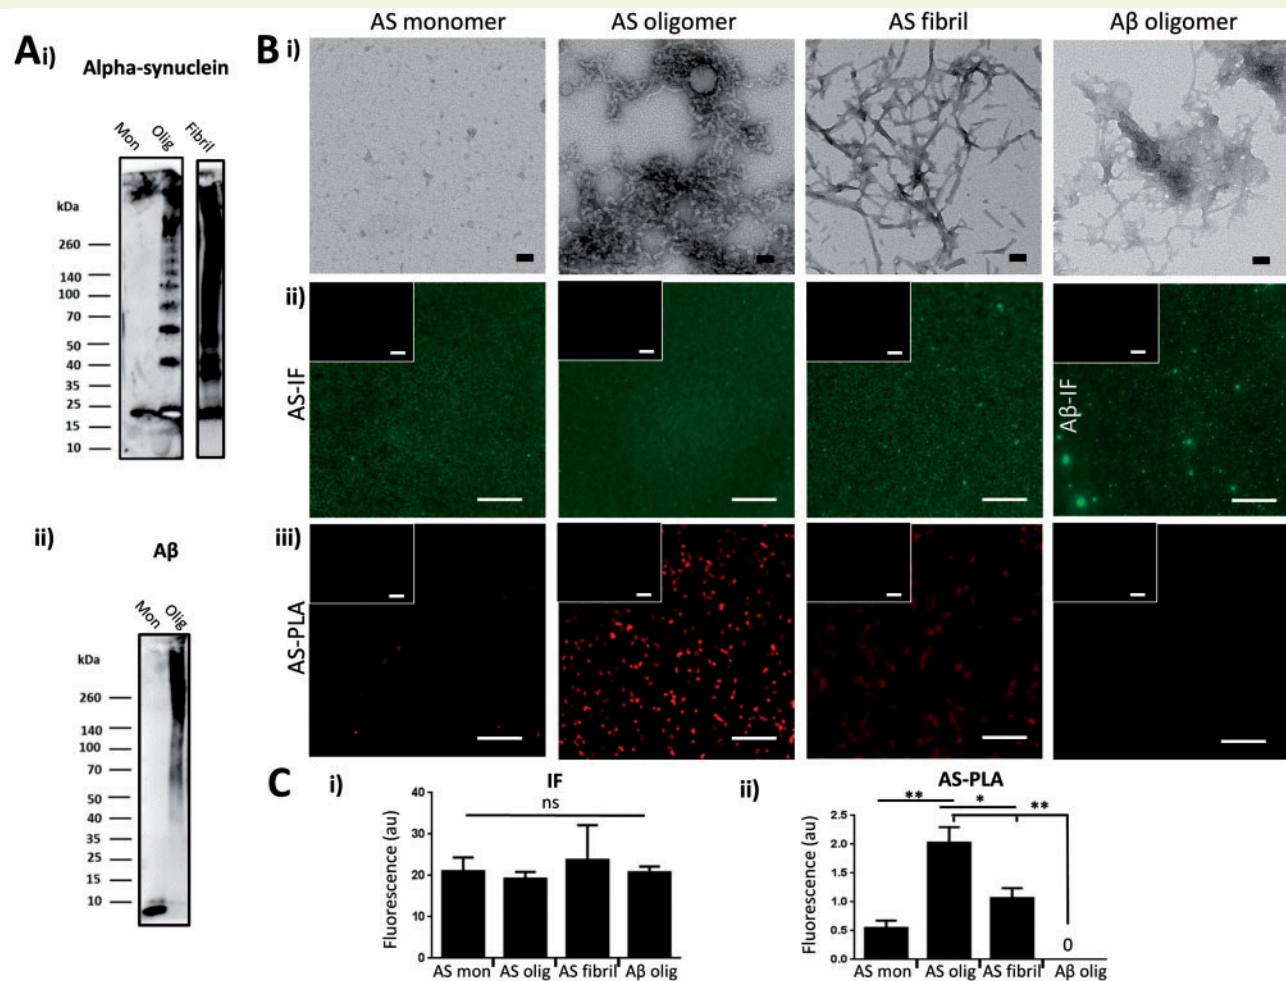 A i)
Alpha-synuclein
Mon Olig Fibril
kDa
260
140
100
70
50
40
35
25
15
10
ii)
Aβ
Mon Olig
kDa
260
140
100
70
50
40
35
25
15
10
B
AS monomer AS oligomer AS fibril Aβ oligomer
i)
ii)
AS-IF
Aβ-IF
iii)
AS-PLA
C
i)
IF
ns
Fluorescence (au)
40
30
20
10
0
AS mon AS olig AS fibril Aβ olig
ii)
AS-PLA
** * **
Fluorescence (au)
2.5
2.0
1.5
1.0
0.5
0.0
0
AS mon AS olig AS fibril Aβ olig